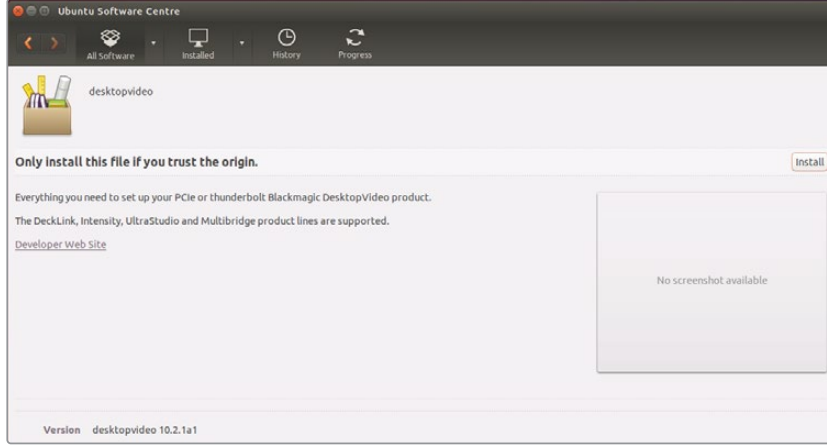 Ubuntu Software Centre
All Software
Installed
History
Progress
desktopvideo
Only install this file if you trust the origin.
Install
Everything you need to set up your PCIe or thunderbolt Blackmagic DesktopVideo product.
The DeckLink, Intensity, UltraStudio and Multibridge product lines are supported.
Developer Web Site
No screenshot available
Version desktopvideo 10.2.1a1